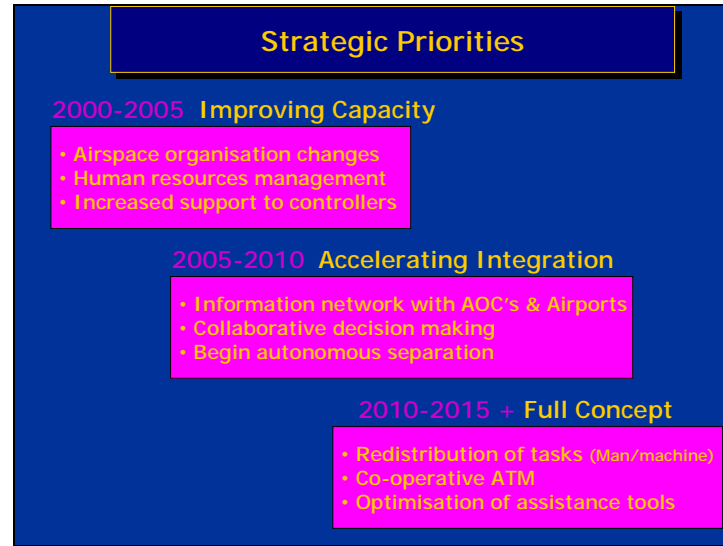 Strategic Priorities
2000-2005 Improving Capacity
• Airspace organisation changes
• Human resources management
• Increased support to controllers
2005-2010 Accelerating Integration
• Information network with AOC's & Airports
• Collaborative decision making
• Begin autonomous separation
2010-2015 + Full Concept
• Redistribution of tasks (Man/machine)
• Co-operative ATM
• Optimisation of assistance tools